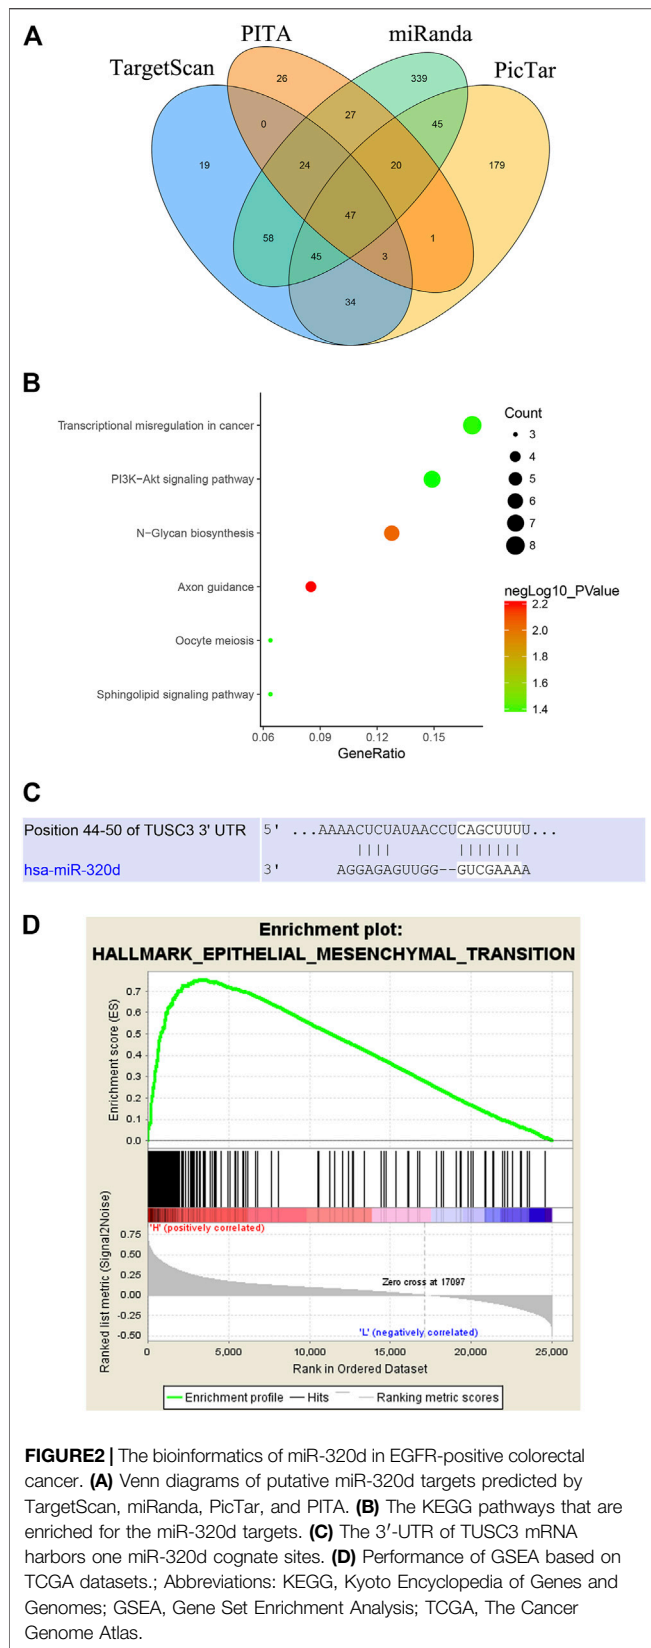 A
PITA
miRanda
TargetScan
PicTar
26
339
0
27
45
19
24
20
179
47
58
45
3
1
34
B
Transcriptional misregulation in cancer
PI3K−Akt signaling pathway
N−Glycan biosynthesis
Axon guidance
Oocyte meiosis
Sphingolipid signaling pathway
0.06 0.09 0.12 0.15
GeneRatio
Count
3
4
5
6
7
8
negLog10_PValue
2.2
2.0
1.8
1.6
1.4
C
Position 44-50 of TUSC3 3' UTR 5' ...AAAACUCUAUAACCUCAGCUUUU...
|||| |||||||
hsa-miR-320d 3' AGGAGAGUUGG--GUCGAAAA
D
Enrichment plot:
HALLMARK_EPITHELIAL_MESENCHYMAL_TRANSITION
Enrichment score (ES)
0.7
0.6
0.5
0.4
0.3
0.2
0.1
0.0
'H' (positively correlated)
Ranked list metric (Signal2Noise)
0.75
0.50
0.25
0.00
-0.25
-0.50
Zero cross at 17097
'L' (negatively correlated)
0 5,000 10,000 15,000 20,000 25,000
Rank in Ordered Dataset
Enrichment profile Hits Ranking metric scores
FIGURE2 | The bioinformatics of miR-320d in EGFR-positive colorectal
cancer. (A) Venn diagrams of putative miR-320d targets predicted by
TargetScan, miRanda, PicTar, and PITA. (B) The KEGG pathways that are
enriched for the miR-320d targets. (C) The 3′-UTR of TUSC3 mRNA
harbors one miR-320d cognate sites. (D) Performance of GSEA based on
TCGA datasets.; Abbreviations: KEGG, Kyoto Encyclopedia of Genes and
Genomes; GSEA, Gene Set Enrichment Analysis; TCGA, The Cancer
Genome Atlas.